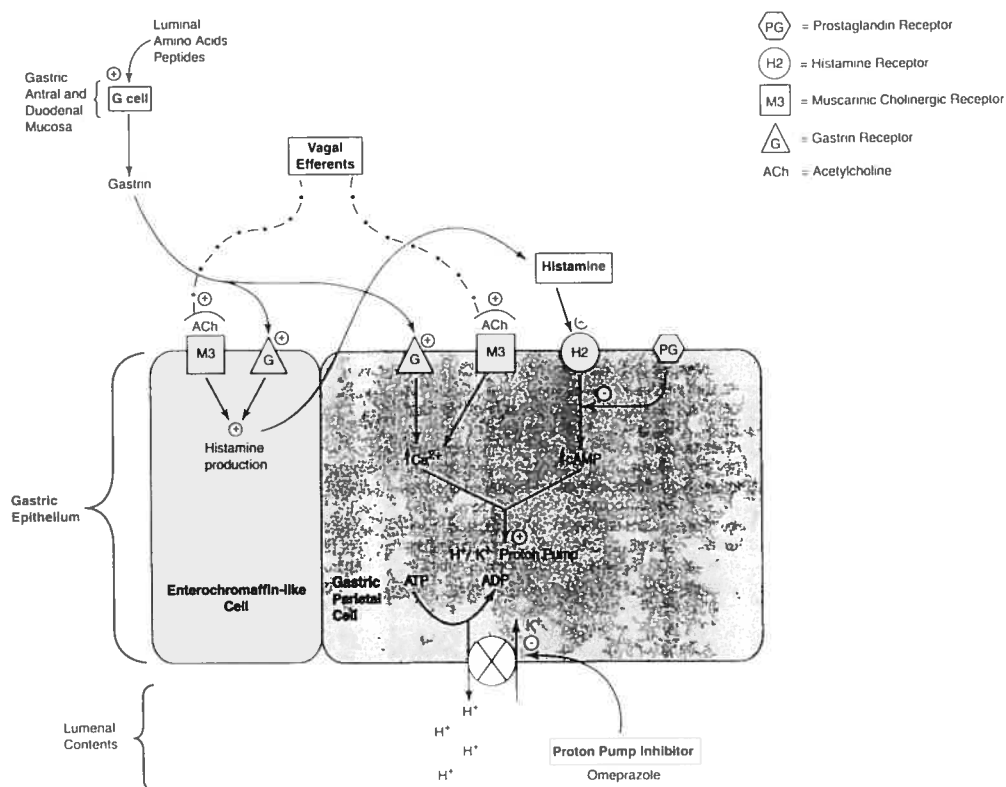 Luminal
Amino Acids
Peptides
Gastric
Antral and
Duodenal
Mucosa
+
G cell
Gastrin
Vagal
Efferents
PG = Prostaglandin Receptor
H2 = Histamine Receptor
M3 = Muscarinic Cholinergic Receptor
G = Gastrin Receptor
ACh = Acetylcholine
Histamine
+
ACh
M3
+
G
+
G
+
ACh
M3
H2
PG
-
+
Histamine
production
Ca²⁺
cAMP
+
H⁺/K⁺ Proton Pump
ATP
ADP
Gastric
Epithelium
Enterochromaffin-like
Cell
Gastric
Parietal
Cell
K⁺
-
H⁺
H⁺
H⁺
H⁺
Lumenal
Contents
Proton Pump Inhibitor
Omeprazole